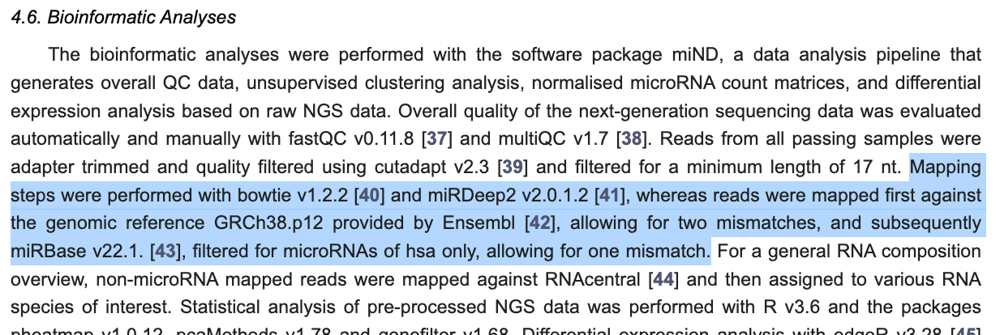 4.6. Bioinformatic Analyses
The bioinformatic analyses were performed with the software package miND, a data analysis pipeline that
generates overall QC data, unsupervised clustering analysis, normalised microRNA count matrices, and differential
expression analysis based on raw NGS data. Overall quality of the next-generation sequencing data was evaluated
automatically and manually with fastQC v0.11.8 [37] and multiQC v1.7 [38]. Reads from all passing samples were
adapter trimmed and quality filtered using cutadapt v2.3 [39] and filtered for a minimum length of 17 nt. Mapping
steps were performed with bowtie v1.2.2 [40] and miRDeep2 v2.0.1.2 [41], whereas reads were mapped first against
the genomic reference GRCh38.p12 provided by Ensembl [42], allowing for two mismatches, and subsequently
miRBase v22.1. [43], filtered for microRNAs of hsa only, allowing for one mismatch. For a general RNA composition
overview, non-microRNA mapped reads were mapped against RNAcentral [44] and then assigned to various RNA
species of interest. Statistical analysis of pre-processed NGS data was performed with R v3.6 and the packages
pheatmap v1.0.12, pcaMethods v1.78 and genefilter v1.68. Differential expression analysis with edgeR v3.28 [45]